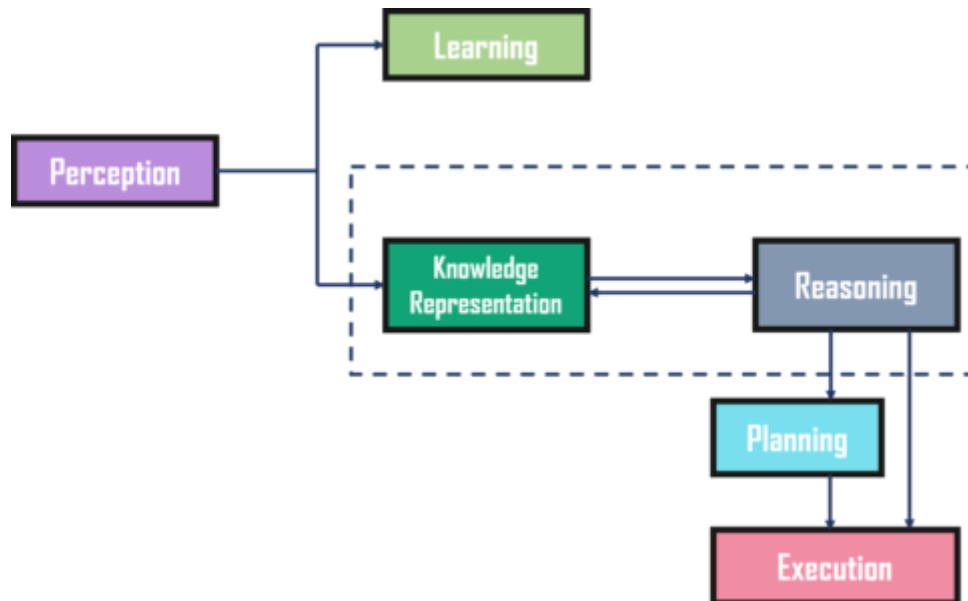 Learning
Perception
Knowledge
Representation
Reasoning
Planning
Execution